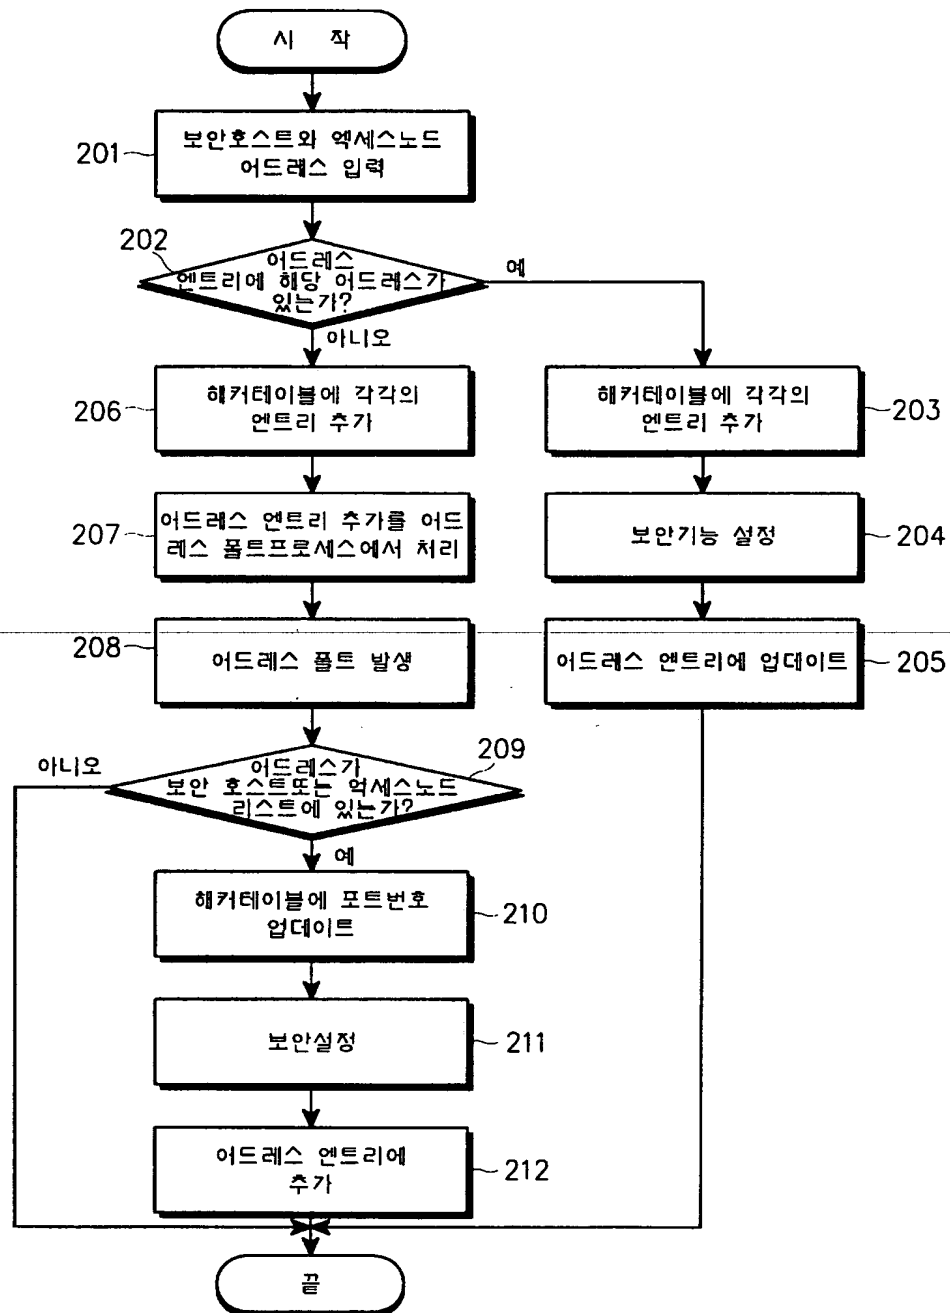 시 작
201
보안호스트와 엑세스노드
어드레스 입력
202
어드레스
엔트리에 해당 어드레스가
있는가?
예
아니오
206
해커테이블에 각각의
엔트리 추가
해커테이블에 각각의
엔트리 추가
203
207
어드레스 엔트리 추가를 어드
레스 폴트프로세스에서 처리
보안기능 설정
204
208
어드레스 폴트 발생
어드레스 엔트리에 업데이트
205
아니오
209
어드레스가
보안 호스트또는 억세스노드
리스트에 있는가?
예
해커테이블에 포트번호
업데이트
210
보안설정
211
어드레스 엔트리에
추가
212
끝